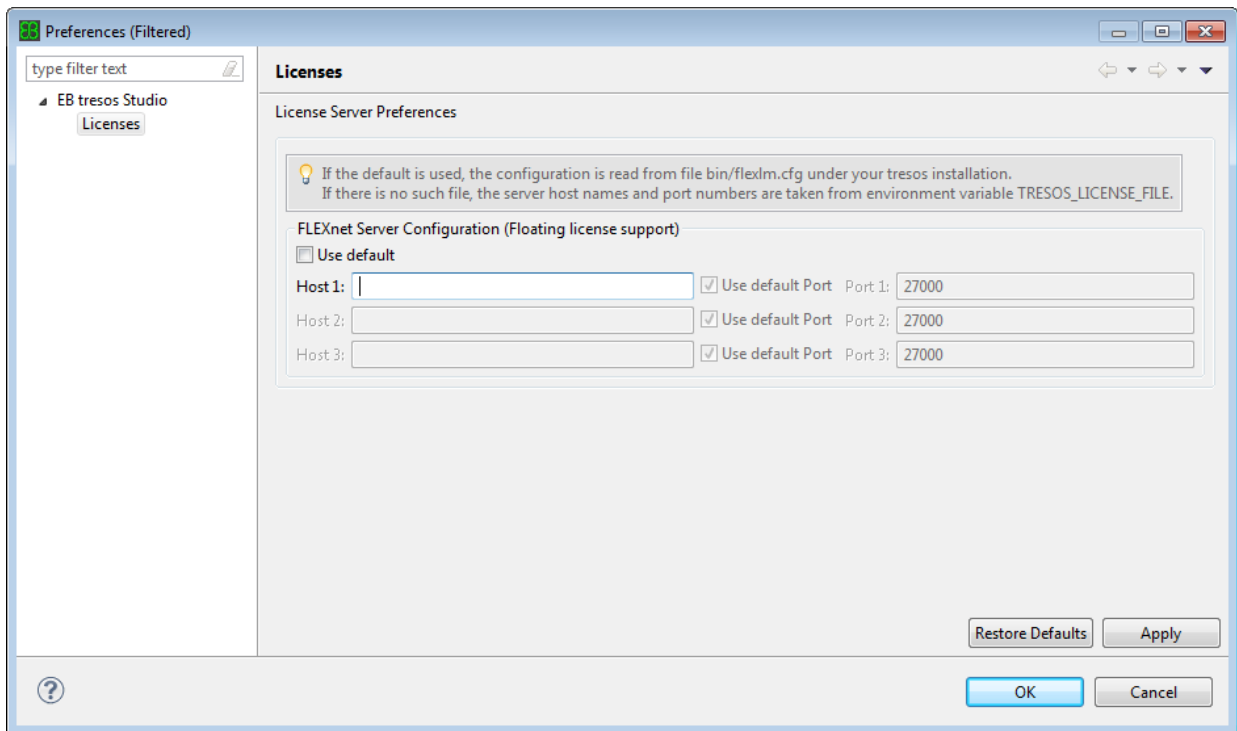 Preferences (Filtered)
type filter text
EB tresos Studio
Licenses
Licenses
License Server Preferences
If the default is used, the configuration is read from file bin/flexlm.cfg under your tresos installation.
If there is no such file, the server host names and port numbers are taken from environment variable TRESOS_LICENSE_FILE.
FLEXnet Server Configuration (Floating license support)
Use default
Host 1: Use default Port Port 1: 27000
Host 2: Use default Port Port 2: 27000
Host 3: Use default Port Port 3: 27000
Restore Defaults Apply
OK Cancel